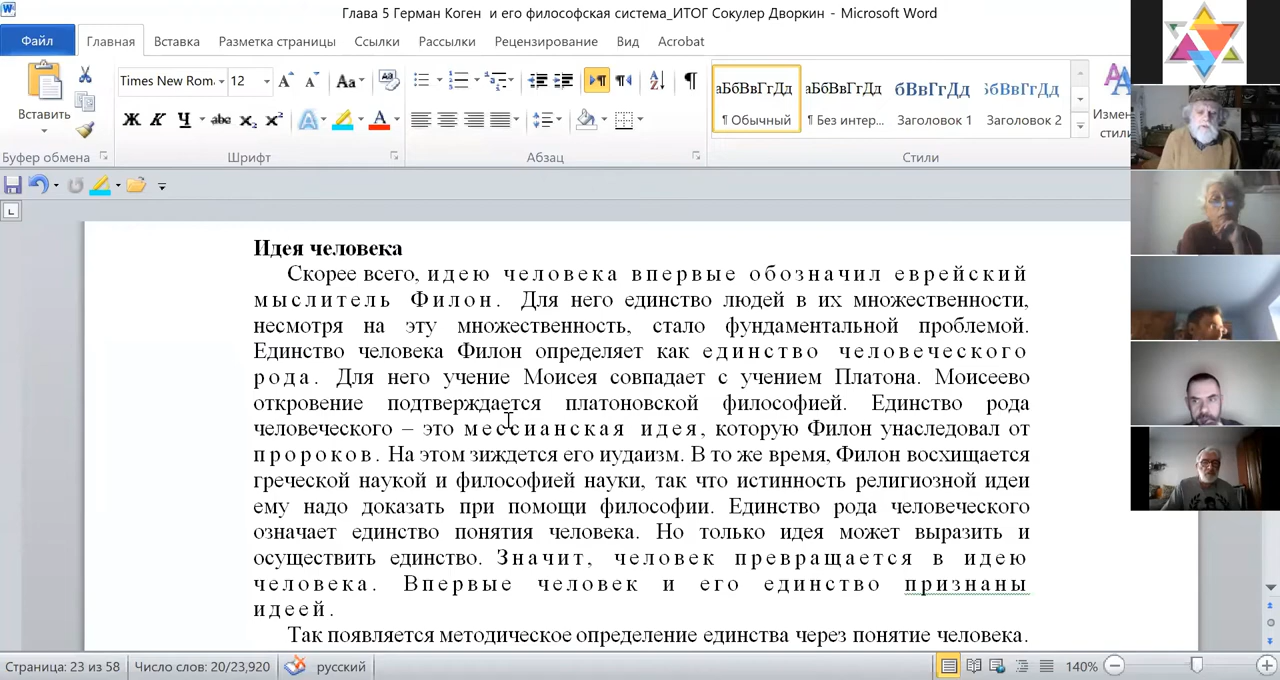 Глава 5 Герман Коген и его философская система_ИТОГ Сокулер Дворкин - Microsoft Word
Файл Главная Вставка Разметка страницы Ссылки Рассылки Рецензирование Вид Acrobat
Times New Rom 12
Вставить
Ж К Ч abc x₂ x²
аБбВвГгДд АаБбВвГгДд бВвГгДд
¶ Обычный ¶ Без интер... Заголовок 1 Заголовок 2
Буфер обмена Шрифт Абзац Стили
Идея человека
Скорее всего, идею человека впервые обозначил еврейский
мыслитель Филон. Для него единство людей в их множественности,
несмотря на эту множественность, стало фундаментальной проблемой.
Единство человека Филон определяет как единство человеческого
рода. Для него учение Моисея совпадает с учением Платона. Моисеево
откровение подтверждается платоновской философией. Единство рода
человеческого – это мессианская идея, которую Филон унаследовал от
пророков. На этом зиждется его иудаизм. В то же время, Филон восхищается
греческой наукой и философией науки, так что истинность религиозной идеи
ему надо доказать при помощи философии. Единство рода человеческого
означает единство понятия человека. Но только идея может выразить и
осуществить единство. Значит, человек превращается в идею
человека. Впервые человек и его единство признаны
идеей.
Так появляется методическое определение единства через понятие человека.
Страница: 23 из 58 Число слов: 20/23,920 русский 140%